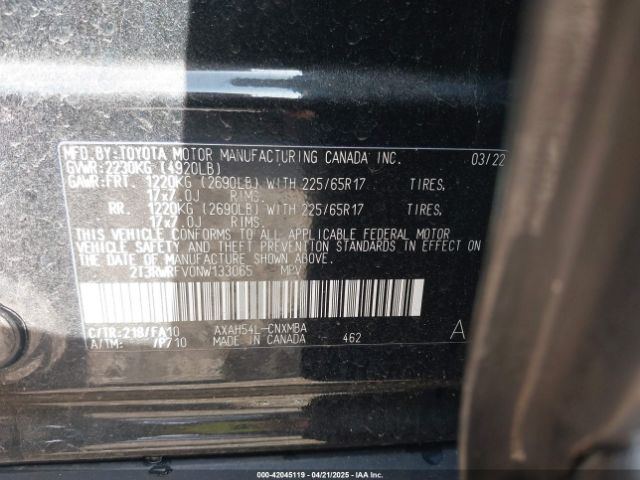 MFD.BY:TOYOTA MOTOR MANUFACTURING CANADA INC. 03/22
GVWR:2230KG (4920LB)
GAWR:FRT. 1220KG (2690LB) WITH 225/65R17 TIRES,
17x7.0J RIMS,
RR. 1220KG (2690LB) WITH 225/65R17 TIRES,
17x7.0J RIMS,
THIS VEHICLE CONFORMS TO ALL APPLICABLE FEDERAL MOTOR
VEHICLE SAFETY AND THEFT PREVENTION STANDARDS IN EFFECT ON
THE DATE OF MANUFACTURE SHOWN ABOVE.
2T3RWRFV0NW133065 MPV
C/TR:218/FA10 AXAH54L-CNXMBA
A/TM: /P710 MADE IN CANADA 462 A
000-42045119 - 04/21/2025 - IAA Inc.